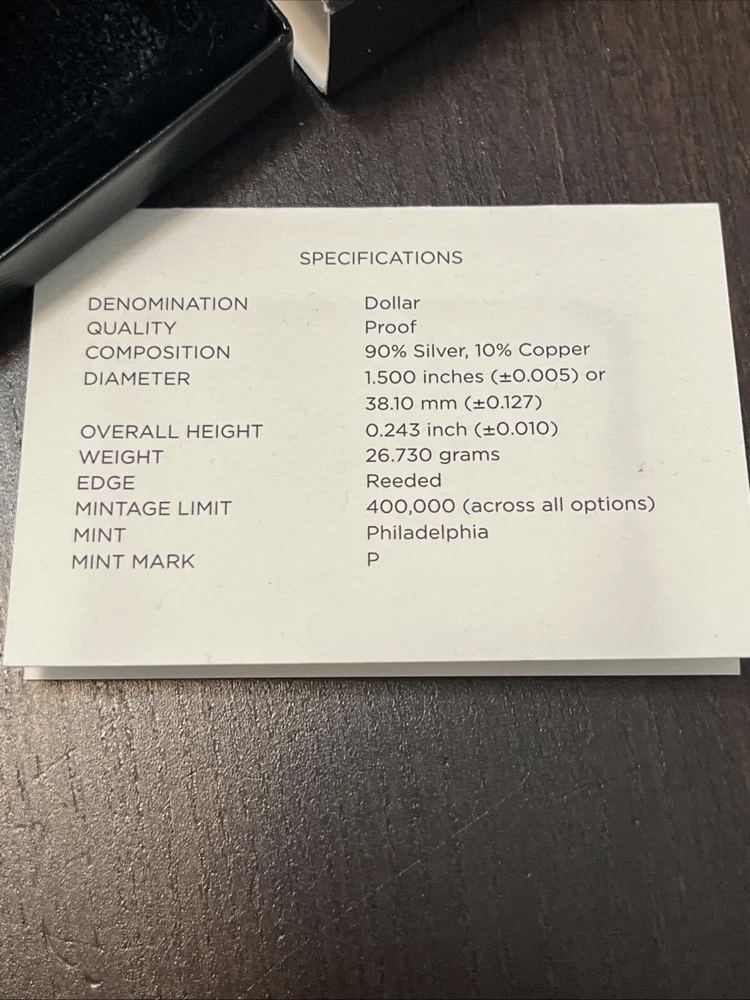 SPECIFICATIONS
DENOMINATION Dollar
QUALITY Proof
COMPOSITION 90% Silver, 10% Copper
DIAMETER 1.500 inches (±0.005) or
38.10 mm (±0.127)
OVERALL HEIGHT 0.243 inch (±0.010)
WEIGHT 26.730 grams
EDGE Reeded
MINTAGE LIMIT 400,000 (across all options)
MINT Philadelphia
MINT MARK P